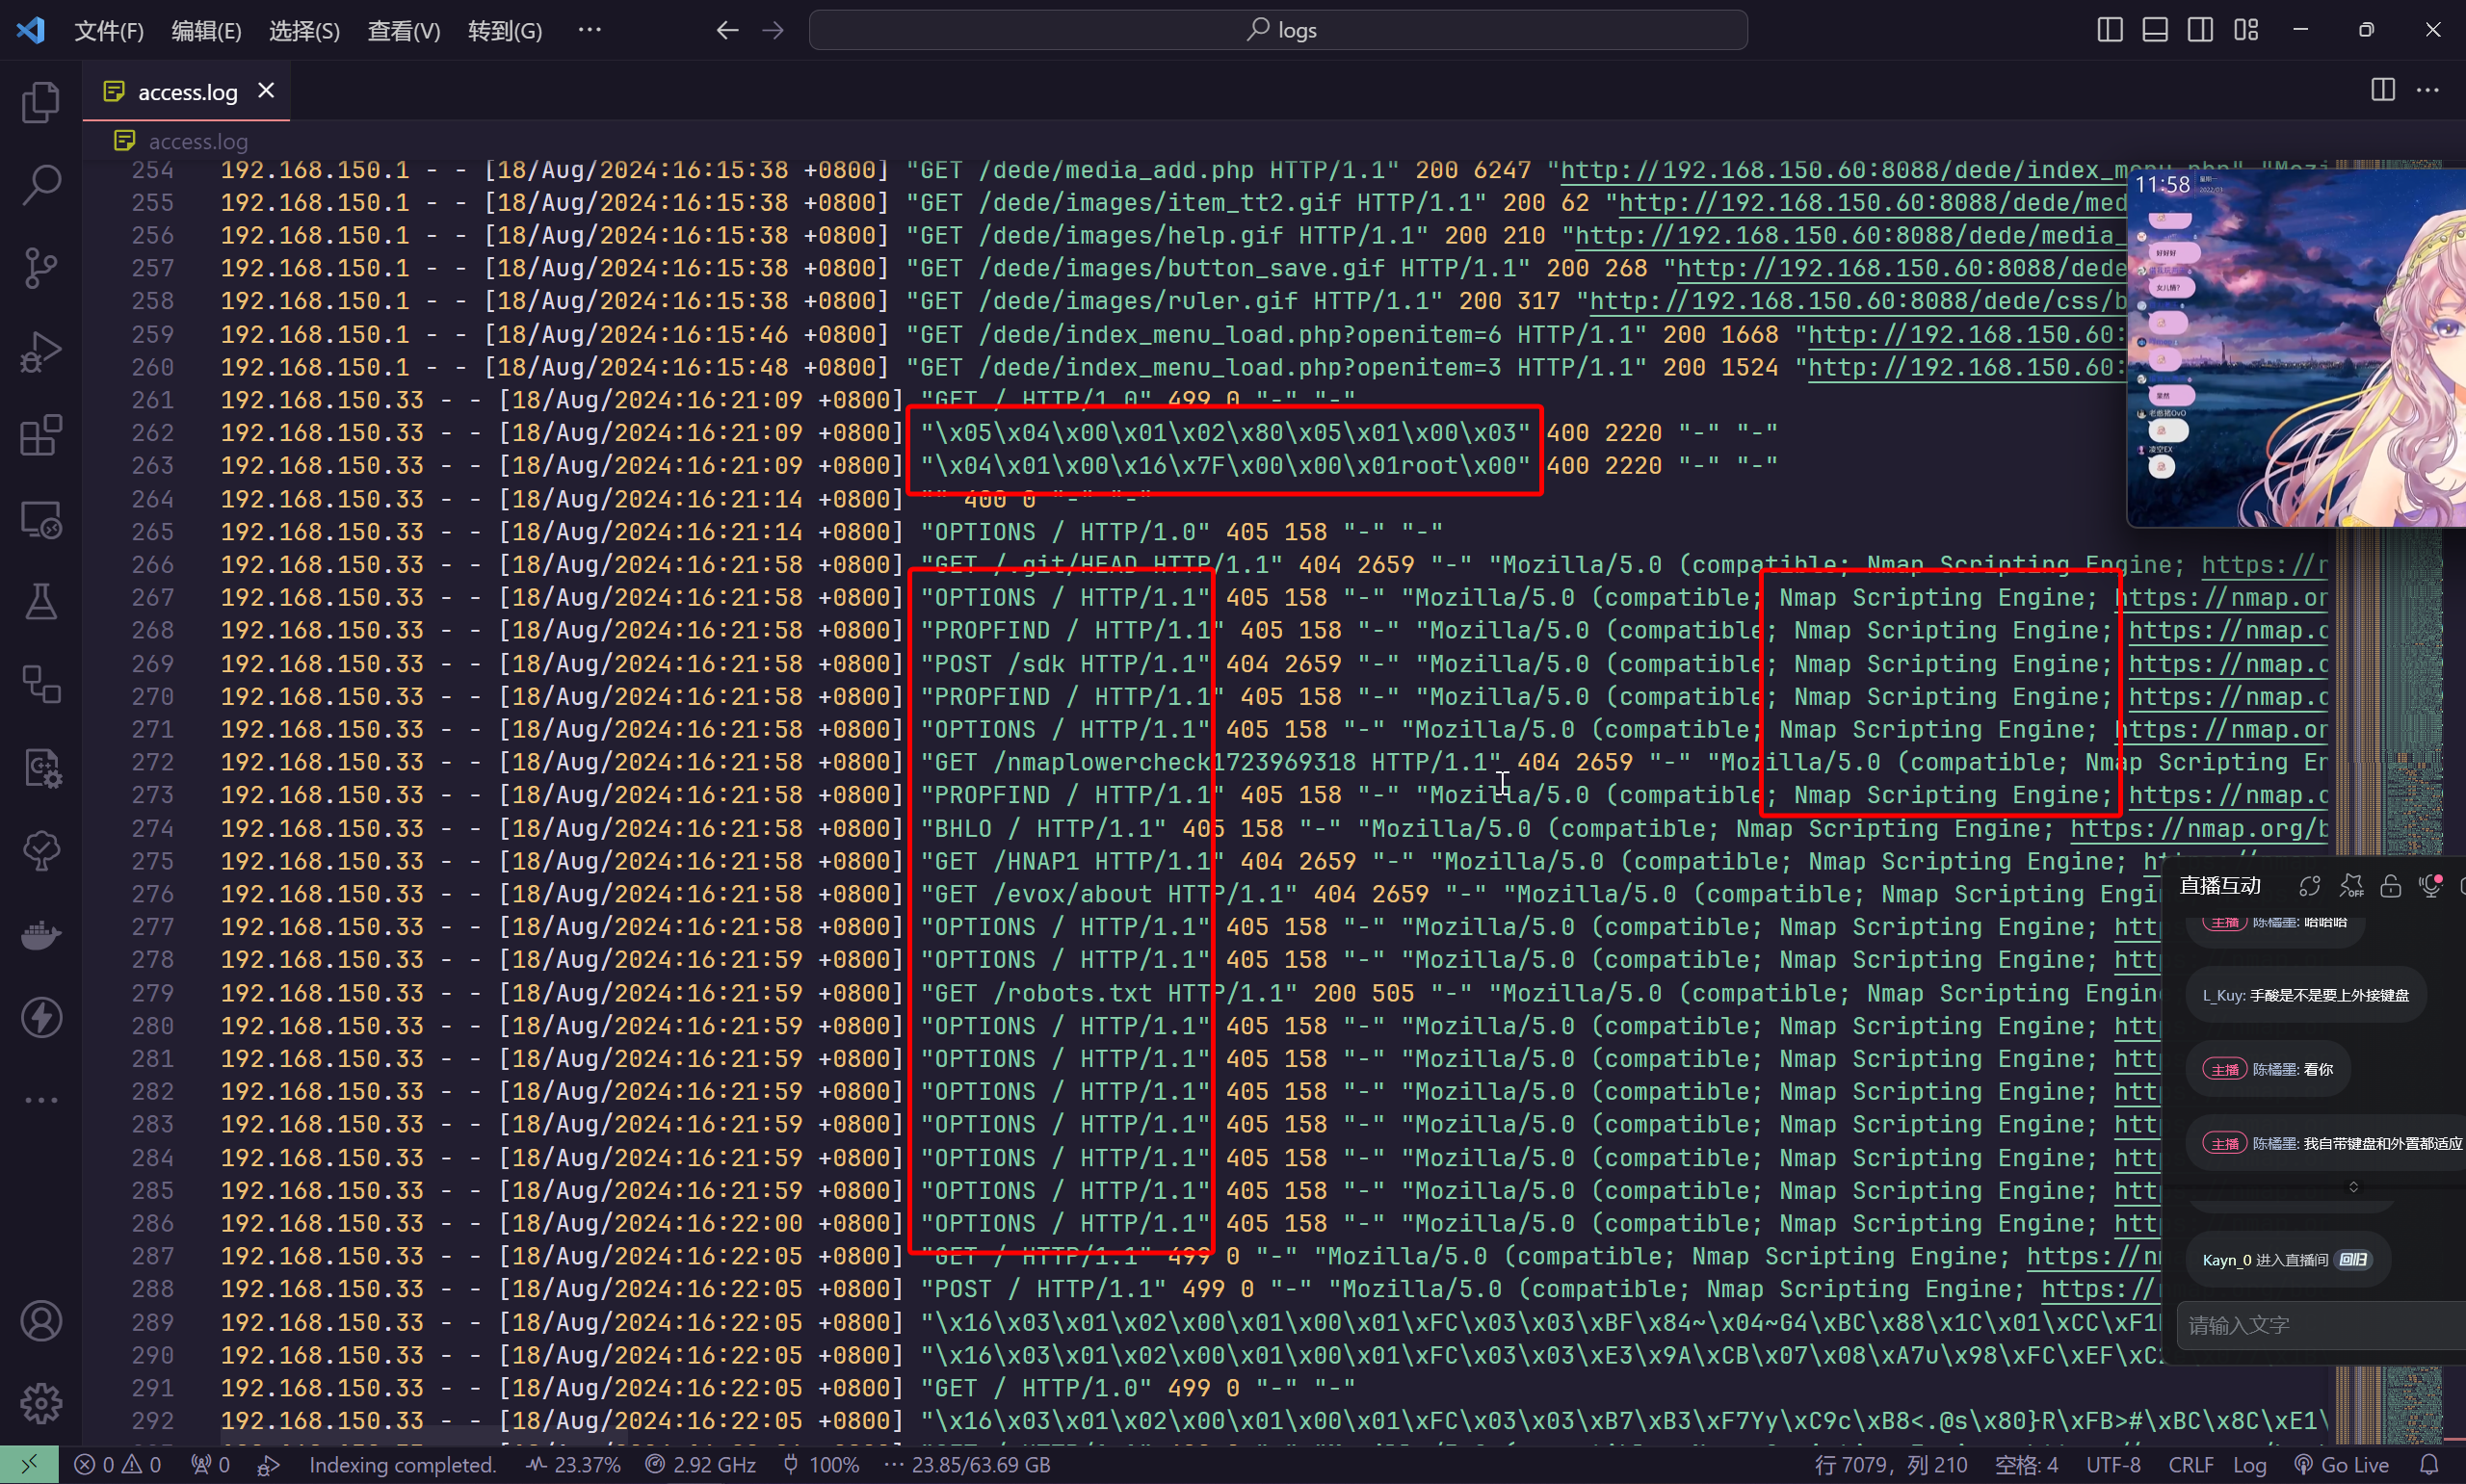 文件(F) 编辑(E) 选择(S) 查看(V) 转到(G) ··· logs
access.log
access.log
254 192.168.150.1 - - [18/Aug/2024:16:15:38 +0800] "GET /dede/media_add.php HTTP/1.1" 200 6247 "http://192.168.150.60:8088/dede/index_menu.php" "Mozi
255 192.168.150.1 - - [18/Aug/2024:16:15:38 +0800] "GET /dede/images/item_tt2.gif HTTP/1.1" 200 62 "http://192.168.150.60:8088/dede/med
256 192.168.150.1 - - [18/Aug/2024:16:15:38 +0800] "GET /dede/images/help.gif HTTP/1.1" 200 210 "http://192.168.150.60:8088/dede/media_
257 192.168.150.1 - - [18/Aug/2024:16:15:38 +0800] "GET /dede/images/button_save.gif HTTP/1.1" 200 268 "http://192.168.150.60:8088/dede
258 192.168.150.1 - - [18/Aug/2024:16:15:38 +0800] "GET /dede/images/ruler.gif HTTP/1.1" 200 317 "http://192.168.150.60:8088/dede/css/b
259 192.168.150.1 - - [18/Aug/2024:16:15:46 +0800] "GET /dede/index_menu_load.php?openitem=6 HTTP/1.1" 200 1668 "http://192.168.150.60:
260 192.168.150.1 - - [18/Aug/2024:16:15:48 +0800] "GET /dede/index_menu_load.php?openitem=3 HTTP/1.1" 200 1524 "http://192.168.150.60:
261 192.168.150.33 - - [18/Aug/2024:16:21:09 +0800] "GET / HTTP/1.0" 499 0 "-" "-"
262 192.168.150.33 - - [18/Aug/2024:16:21:09 +0800] "\x05\x04\x00\x01\x02\x80\x05\x01\x00\x03" 400 2220 "-" "-"
263 192.168.150.33 - - [18/Aug/2024:16:21:09 +0800] "\x04\x01\x00\x16\x7F\x00\x00\x01root\x00" 400 2220 "-" "-"
264 192.168.150.33 - - [18/Aug/2024:16:21:14 +0800] "" 400 0 "-" "-"
265 192.168.150.33 - - [18/Aug/2024:16:21:14 +0800] "OPTIONS / HTTP/1.0" 405 158 "-" "-"
266 192.168.150.33 - - [18/Aug/2024:16:21:58 +0800] "GET /.git/HEAD HTTP/1.1" 404 2659 "-" "Mozilla/5.0 (compatible; Nmap Scripting Engine; https://n
267 192.168.150.33 - - [18/Aug/2024:16:21:58 +0800] "OPTIONS / HTTP/1.1" 405 158 "-" "Mozilla/5.0 (compatible; Nmap Scripting Engine; https://nmap.or
268 192.168.150.33 - - [18/Aug/2024:16:21:58 +0800] "PROPFIND / HTTP/1.1" 405 158 "-" "Mozilla/5.0 (compatible; Nmap Scripting Engine; https://nmap.o
269 192.168.150.33 - - [18/Aug/2024:16:21:58 +0800] "POST /sdk HTTP/1.1" 404 2659 "-" "Mozilla/5.0 (compatible; Nmap Scripting Engine; https://nmap.o
270 192.168.150.33 - - [18/Aug/2024:16:21:58 +0800] "PROPFIND / HTTP/1.1" 405 158 "-" "Mozilla/5.0 (compatible; Nmap Scripting Engine; https://nmap.o
271 192.168.150.33 - - [18/Aug/2024:16:21:58 +0800] "OPTIONS / HTTP/1.1" 405 158 "-" "Mozilla/5.0 (compatible; Nmap Scripting Engine; https://nmap.or
272 192.168.150.33 - - [18/Aug/2024:16:21:58 +0800] "GET /nmaplowercheck1723969318 HTTP/1.1" 404 2659 "-" "Mozilla/5.0 (compatible; Nmap Scripting En
273 192.168.150.33 - - [18/Aug/2024:16:21:58 +0800] "PROPFIND / HTTP/1.1" 405 158 "-" "Mozilla/5.0 (compatible; Nmap Scripting Engine; https://nmap.o
274 192.168.150.33 - - [18/Aug/2024:16:21:58 +0800] "BHLO / HTTP/1.1" 405 158 "-" "Mozilla/5.0 (compatible; Nmap Scripting Engine; https://nmap.org/b
275 192.168.150.33 - - [18/Aug/2024:16:21:58 +0800] "GET /HNAP1 HTTP/1.1" 404 2659 "-" "Mozilla/5.0 (compatible; Nmap Scripting Engine; ht
276 192.168.150.33 - - [18/Aug/2024:16:21:58 +0800] "GET /evox/about HTTP/1.1" 404 2659 "-" "Mozilla/5.0 (compatible; Nmap Scripting Engi
277 192.168.150.33 - - [18/Aug/2024:16:21:58 +0800] "OPTIONS / HTTP/1.1" 405 158 "-" "Mozilla/5.0 (compatible; Nmap Scripting Engine; htt
278 192.168.150.33 - - [18/Aug/2024:16:21:59 +0800] "OPTIONS / HTTP/1.1" 405 158 "-" "Mozilla/5.0 (compatible; Nmap Scripting Engine; htt
279 192.168.150.33 - - [18/Aug/2024:16:21:59 +0800] "GET /robots.txt HTTP/1.1" 200 505 "-" "Mozilla/5.0 (compatible; Nmap Scripting Engin
280 192.168.150.33 - - [18/Aug/2024:16:21:59 +0800] "OPTIONS / HTTP/1.1" 405 158 "-" "Mozilla/5.0 (compatible; Nmap Scripting Engine; htt
281 192.168.150.33 - - [18/Aug/2024:16:21:59 +0800] "OPTIONS / HTTP/1.1" 405 158 "-" "Mozilla/5.0 (compatible; Nmap Scripting Engine; htt
282 192.168.150.33 - - [18/Aug/2024:16:21:59 +0800] "OPTIONS / HTTP/1.1" 405 158 "-" "Mozilla/5.0 (compatible; Nmap Scripting Engine; htt
283 192.168.150.33 - - [18/Aug/2024:16:21:59 +0800] "OPTIONS / HTTP/1.1" 405 158 "-" "Mozilla/5.0 (compatible; Nmap Scripting Engine; htt
284 192.168.150.33 - - [18/Aug/2024:16:21:59 +0800] "OPTIONS / HTTP/1.1" 405 158 "-" "Mozilla/5.0 (compatible; Nmap Scripting Engine; htt
285 192.168.150.33 - - [18/Aug/2024:16:21:59 +0800] "OPTIONS / HTTP/1.1" 405 158 "-" "Mozilla/5.0 (compatible; Nmap Scripting Engine; htt
286 192.168.150.33 - - [18/Aug/2024:16:22:00 +0800] "OPTIONS / HTTP/1.1" 405 158 "-" "Mozilla/5.0 (compatible; Nmap Scripting Engine; htt
287 192.168.150.33 - - [18/Aug/2024:16:22:05 +0800] "GET / HTTP/1.1" 499 0 "-" "Mozilla/5.0 (compatible; Nmap Scripting Engine; https://n
288 192.168.150.33 - - [18/Aug/2024:16:22:05 +0800] "POST / HTTP/1.1" 499 0 "-" "Mozilla/5.0 (compatible; Nmap Scripting Engine; https://
289 192.168.150.33 - - [18/Aug/2024:16:22:05 +0800] "\x16\x03\x01\x02\x00\x01\x00\x01\xFC\x03\x03\xBF\x84~\x04~G4\xBC\x88\x1C\x01\xCC\xF1
290 192.168.150.33 - - [18/Aug/2024:16:22:05 +0800] "\x16\x03\x01\x02\x00\x01\x00\x01\xFC\x03\x03\xE3\x9A\xCB\x07\x08\xA7u\x98\xFC\xEF\xC
291 192.168.150.33 - - [18/Aug/2024:16:22:05 +0800] "GET / HTTP/1.0" 499 0 "-" "-"
292 192.168.150.33 - - [18/Aug/2024:16:22:05 +0800] "\x16\x03\x01\x02\x00\x01\x00\x01\xFC\x03\x03\xB7\xB3\xF7Yy\xC9c\xB8<.@s\x80}R\xFB>#\xBC\x8C\xE1\
11:58
好好好
女儿情?
果然
凌空EX
直播互动
OFF
主播 陈橘墨: 哈哈哈
L_Kuy: 手酸是不是要上外接键盘
主播 陈橘墨: 看你
主播 陈橘墨: 我自带键盘和外置都适应
Kayn_0 进入直播间 回归
请输入文字
0 0 0 Indexing completed. 23.37% 2.92 GHz 100% ··· 23.85/63.69 GB 行 7079，列 210 空格: 4 UTF-8 CRLF Log Go Live